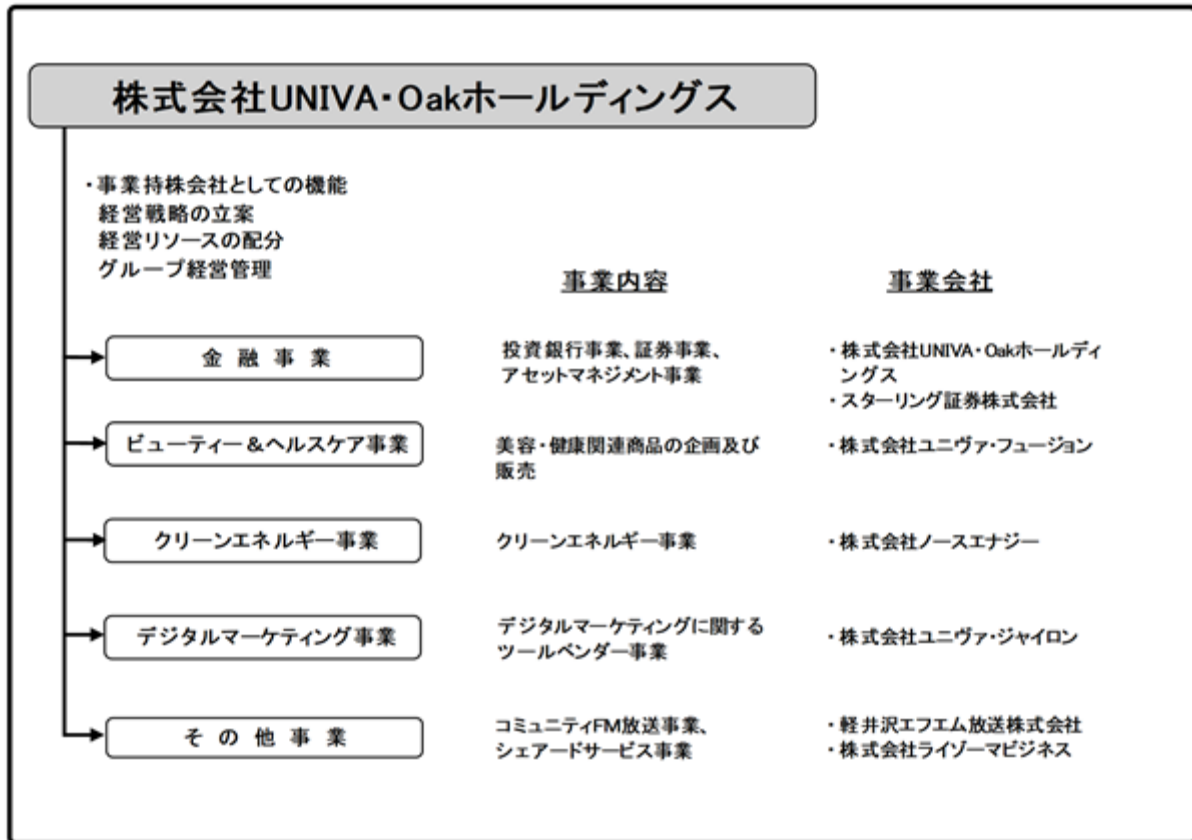 株式会社UNIVA・Oakホールディングス
・事業持株会社としての機能
経営戦略の立案
経営リソースの配分
グループ経営管理
事業内容
事業会社
金融事業
投資銀行事業、証券事業、
アセットマネジメント事業
・株式会社UNIVA・Oakホールディ
ングス
・スターリング証券株式会社
ビューティー&ヘルスケア事業
美容・健康関連商品の企画及び
販売
・株式会社ユニヴァ・フュージョン
クリーンエネルギー事業
クリーンエネルギー事業
・株式会社ノースエナジー
デジタルマーケティング事業
デジタルマーケティングに関する
ツールベンダー事業
・株式会社ユニヴァ・ジャイロン
その他事業
コミュニティFM放送事業、
シェアードサービス事業
・軽井沢エフエム放送株式会社
・株式会社ライゾーマビジネス